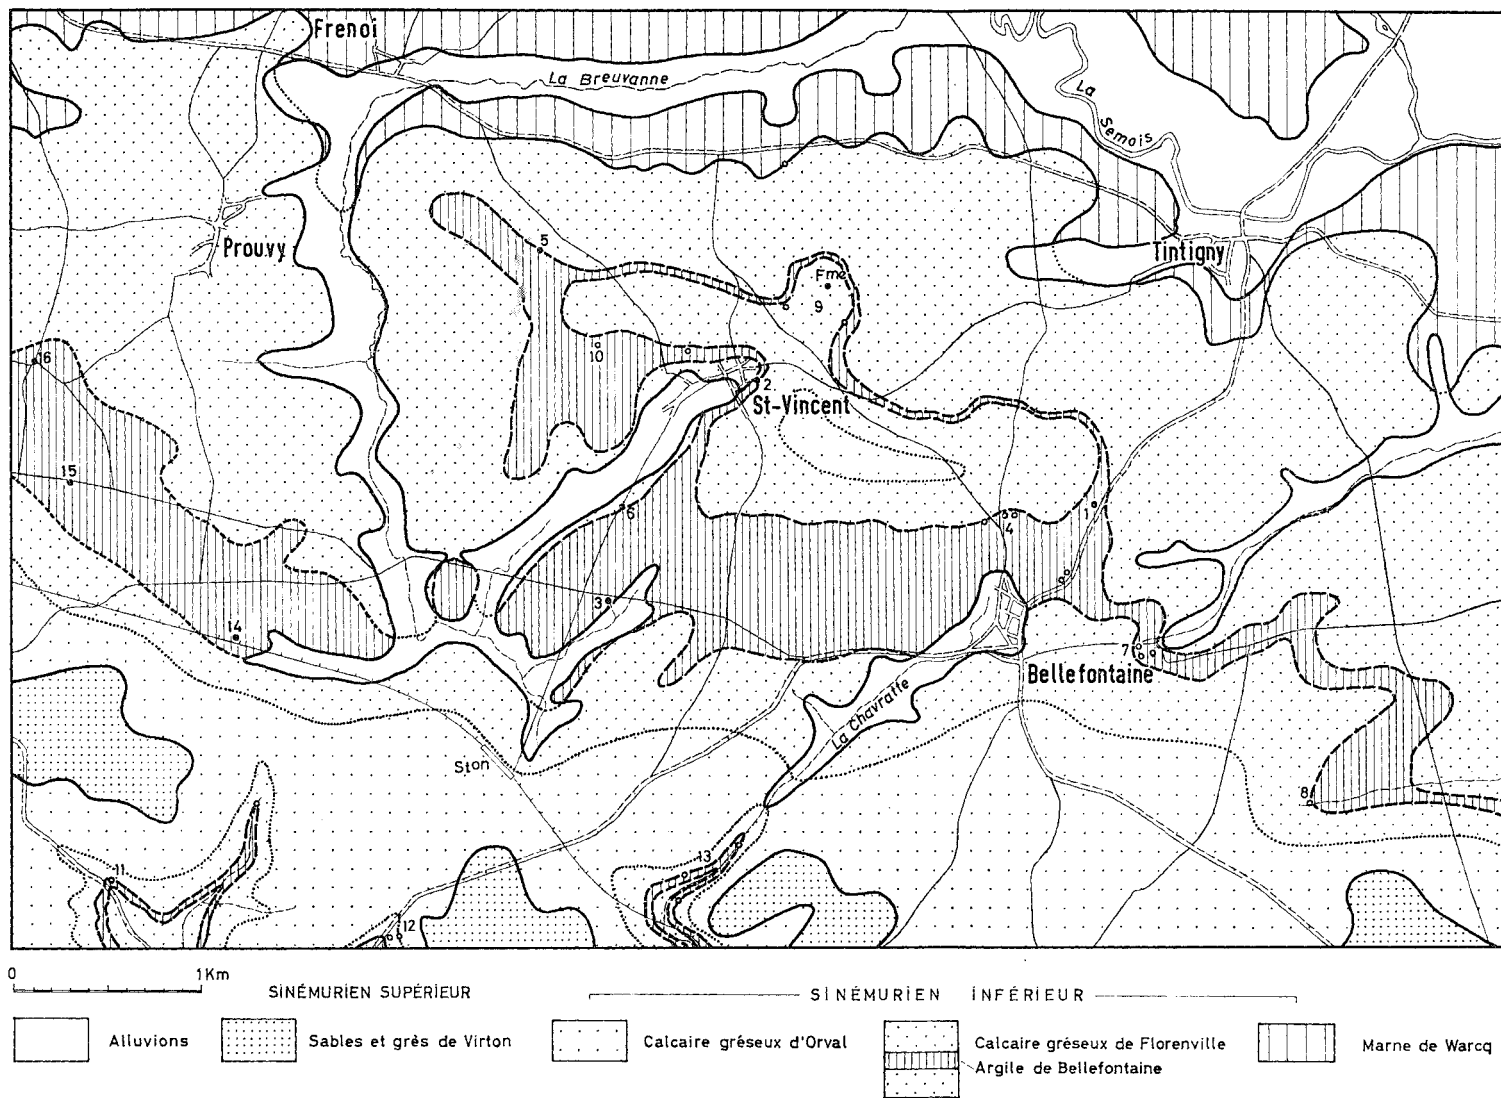 Frenoi
La Breuvanne
La Semois
Prouvy
5
Tintigny
Fme
9
16
10
2
St-Vincent
15
6
4
1
3
14
7
Bellefontaine
La Chavratte
Ston
8
11
13
12
0 1Km
SINÉMURIEN SUPÉRIEUR
SINÉMURIEN INFÉRIEUR
Alluvions
Sables et grès de Virton
Calcaire gréseux d'Orval
Calcaire gréseux de Florenville
Argile de Bellefontaine
Marne de Warcq